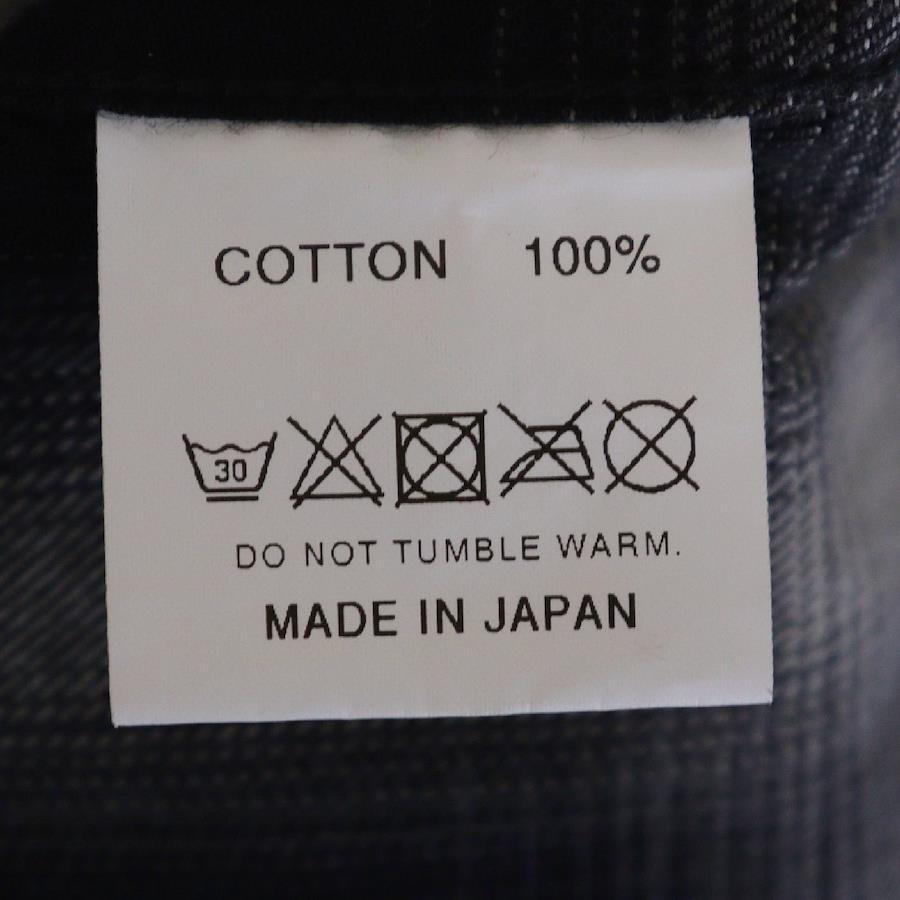 COTTON 100%
30
DO NOT TUMBLE WARM.
MADE IN JAPAN